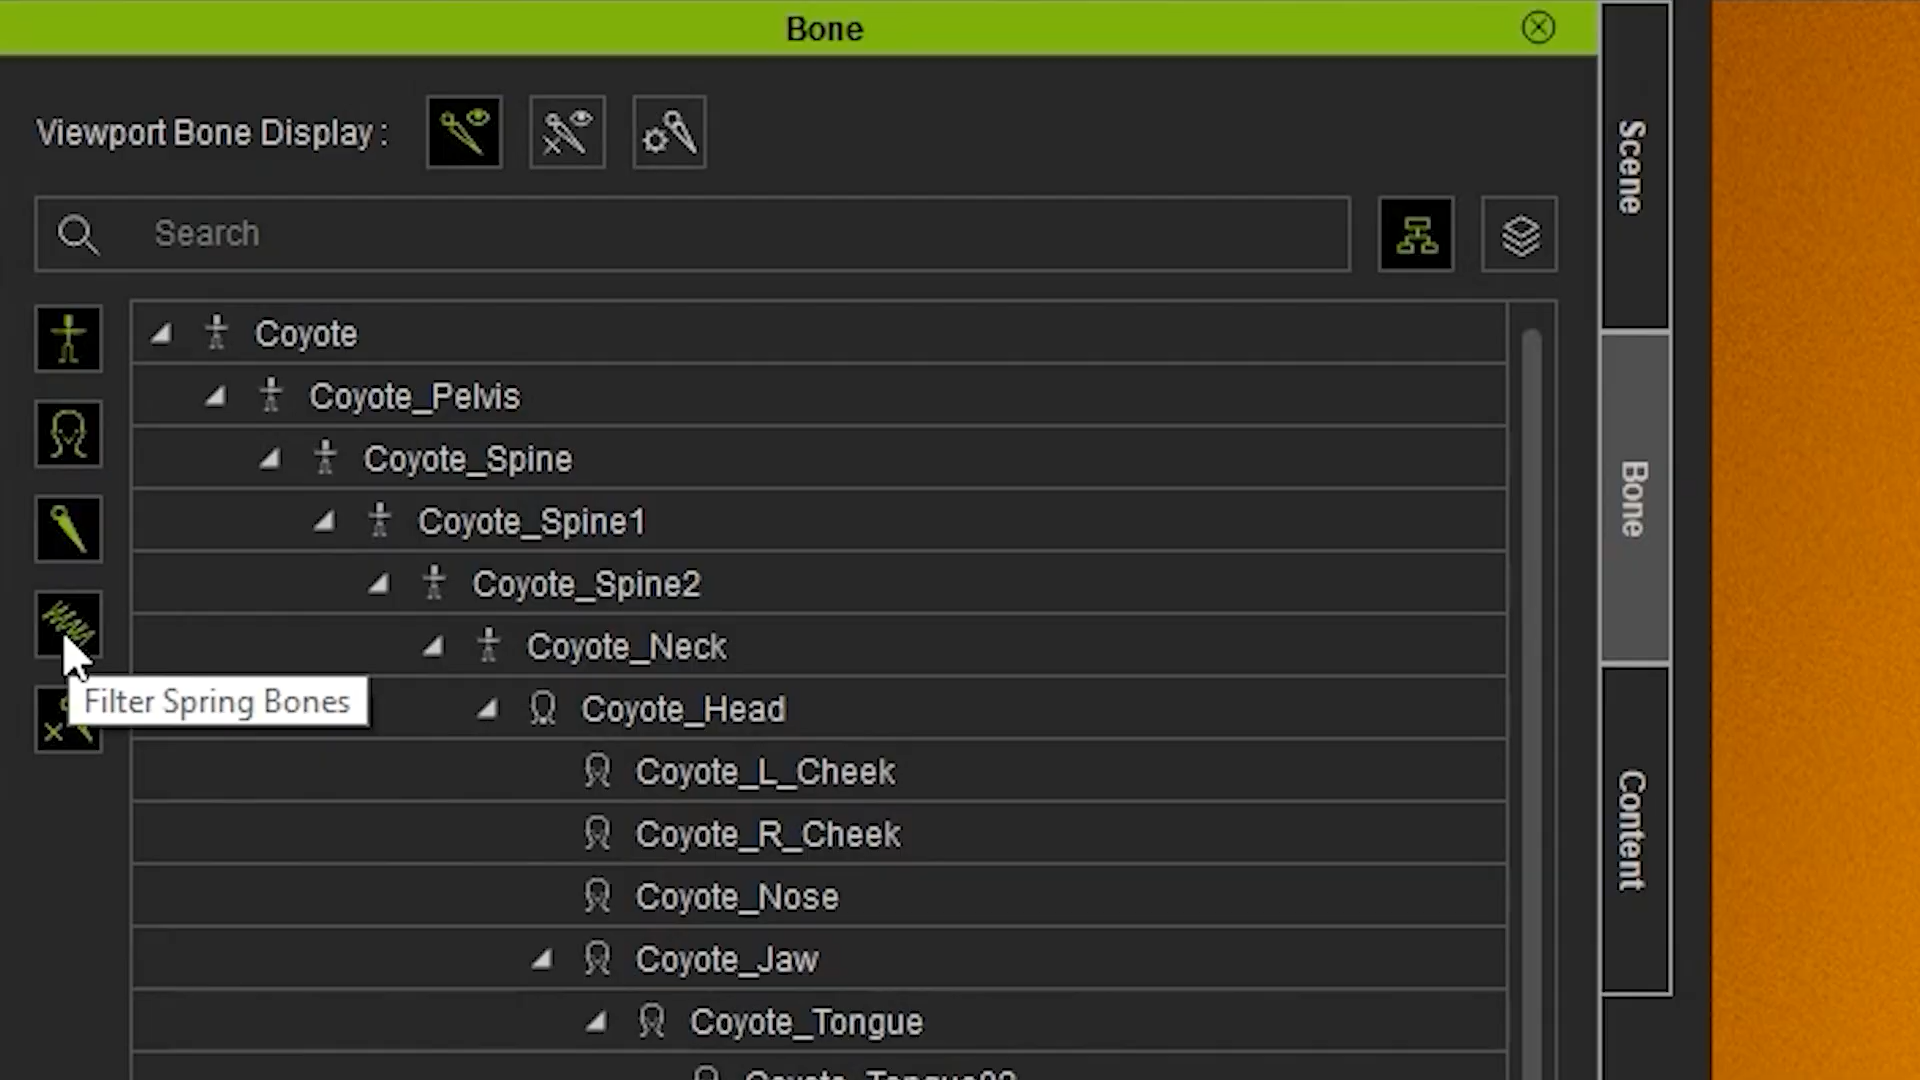 Bone
Viewport Bone Display :
Search
Coyote
Coyote_Pelvis
Coyote_Spine
Coyote_Spine1
Coyote_Spine2
Coyote_Neck
Filter Spring Bones
Coyote_Head
Coyote_L_Cheek
Coyote_R_Cheek
Coyote_Nose
Coyote_Jaw
Coyote_Tongue
Scene
Bone
Content